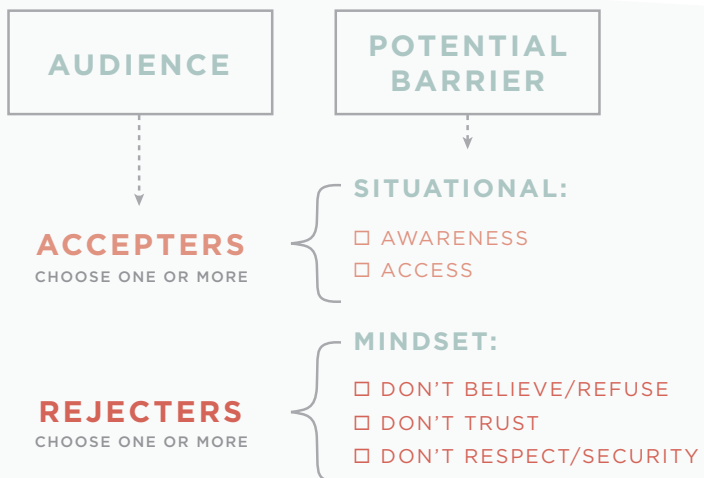 AUDIENCE
POTENTIAL
BARRIER
ACCEPTERS
CHOOSE ONE OR MORE
SITUATIONAL:
☐ AWARENESS
☐ ACCESS
REJECTERS
CHOOSE ONE OR MORE
MINDSET:
☐ DON'T BELIEVE/REFUSE
☐ DON'T TRUST
☐ DON'T RESPECT/SECURITY